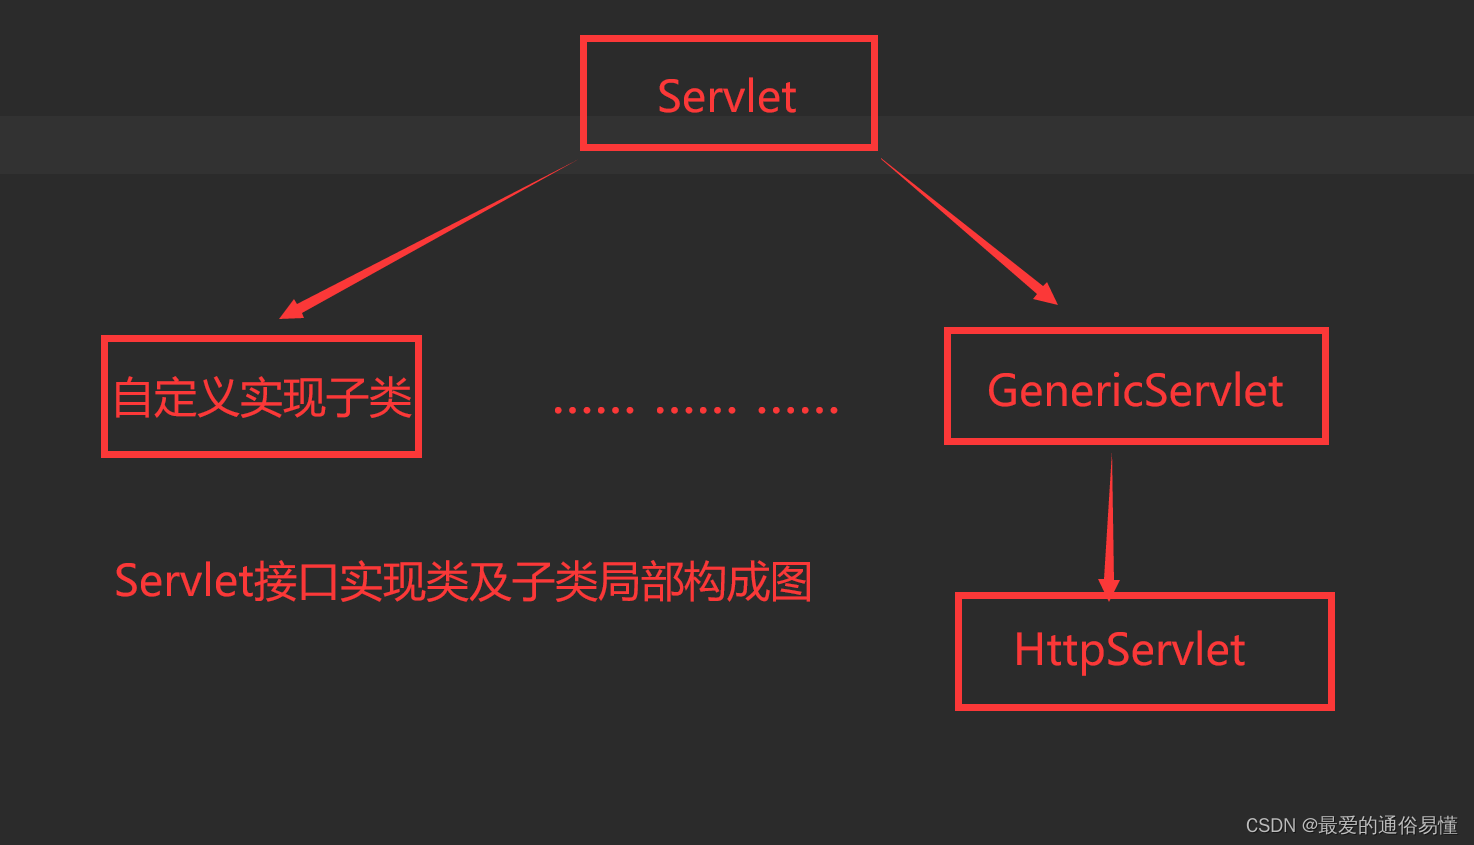 Servlet
自定义实现子类
…… …… ……
GenericServlet
Servlet接口实现类及子类局部构成图
HttpServlet
CSDN @最爱的通俗易懂